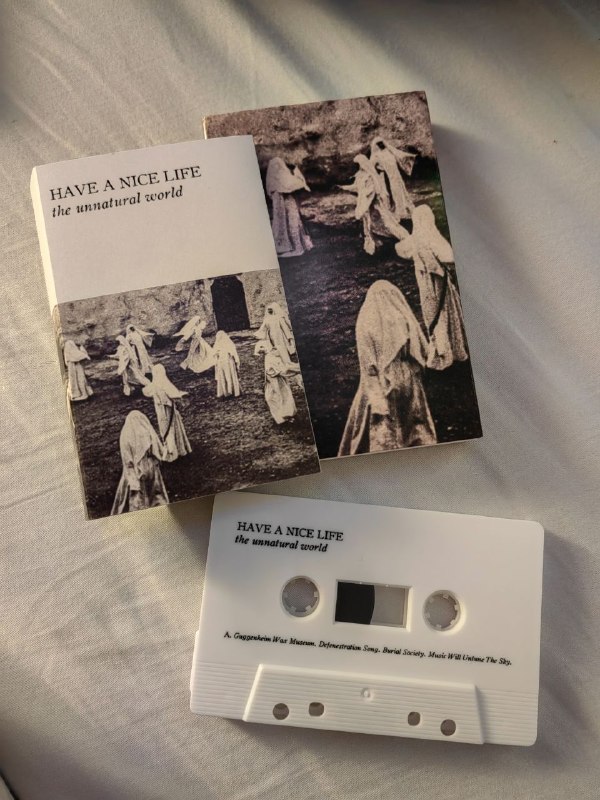 HAVE A NICE LIFE
the unnatural world
HAVE A NICE LIFE
the unnatural world
A. Guggenheim Wax Museum. Defenestration Song. Burial Society. Music Will Untune The Sky.